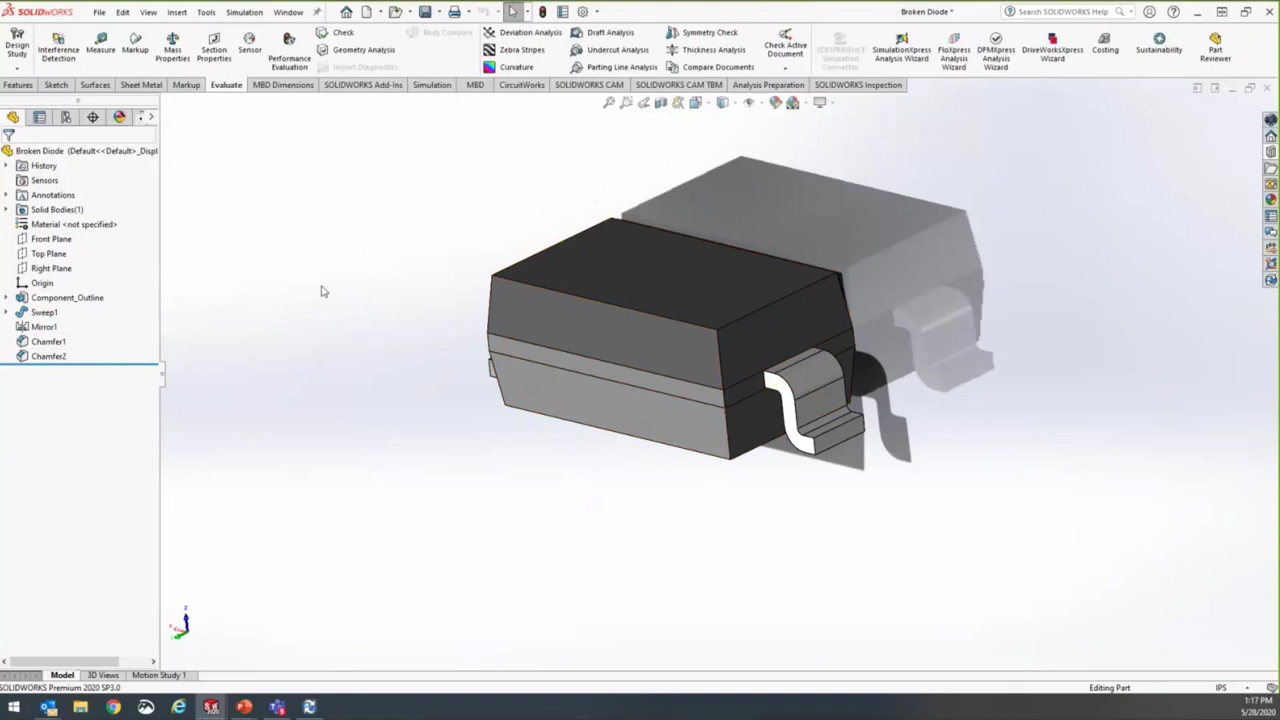 SOLIDWORKS File Edit View Insert Tools Simulation Window Broken Diode * Search SOLIDWORKS Help
Design Study
Interference Detection
Measure
Markup
Mass Properties
Section Properties
Sensor
Performance Evaluation
Check
Geometry Analysis
Import Diagnostics
Body Compare
Deviation Analysis
Zebra Stripes
Curvature
Draft Analysis
Undercut Analysis
Parting Line Analysis
Symmetry Check
Thickness Analysis
Compare Documents
Check Active Document
3DEXPERIENCE Simulation Connector
SimulationXpress Analysis Wizard
FloXpress Analysis Wizard
DFMXpress Analysis Wizard
DriveWorksXpress Wizard
Costing
Sustainability
Part Reviewer
Features Sketch Surfaces Sheet Metal Markup Evaluate MBD Dimensions SOLIDWORKS Add-Ins Simulation MBD CircuitWorks SOLIDWORKS CAM SOLIDWORKS CAM TBM Analysis Preparation SOLIDWORKS Inspection
Broken Diode (Default<<Default>_Displ
History
Sensors
Annotations
Solid Bodies(1)
Material <not specified>
Front Plane
Top Plane
Right Plane
Origin
Component_Outline
Sweep1
Mirror1
Chamfer1
Chamfer2
Model 3D Views Motion Study 1
SOLIDWORKS Premium 2020 SP3.0 Editing Part IPS
1:17 PM
5/28/2020